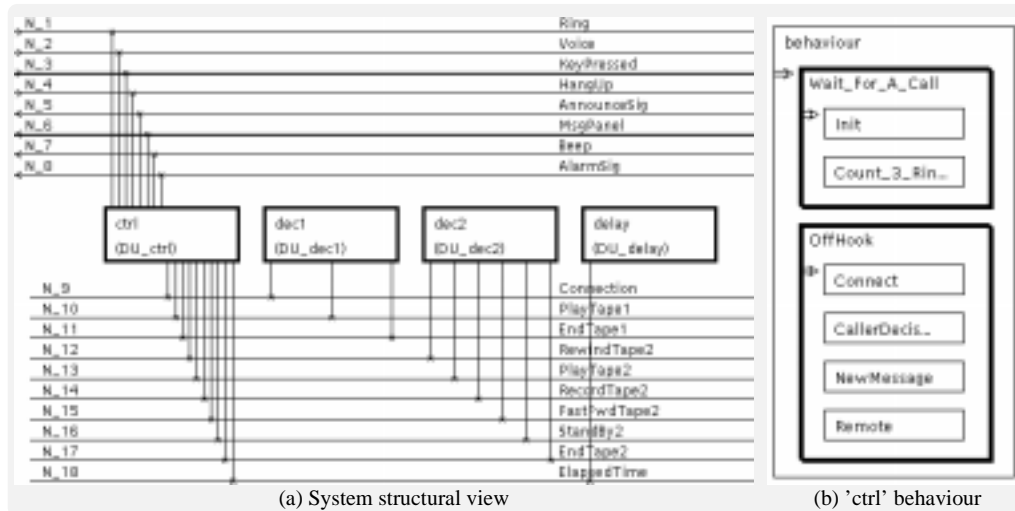 N_1 Ring
N_2 Voice
N_3 KeyPressed
N_4 HangUp
N_5 AnnounceSig
N_6 MsgPanel
N_7 Beep
N_8 AlarmSig
ctrl dec1 dec2 delay
(DU_ctrl) (DU_dec1) (DU_dec2) (DU_delay)
N_9 Connection
N_10 PlayTape1
N_11 EndTape1
N_12 RewindTape2
N_13 PlayTape2
N_14 RecordTape2
N_15 FastFwdTape2
N_16 StandBy2
N_17 EndTape2
N_18 ElapsedTime
(a) System structural view
behaviour
Wait_For_A_Call
Init
Count_3_Rin...
OffHook
Connect
CallerDecis...
NewMessage
Remote
(b) ’ctrl’ behaviour